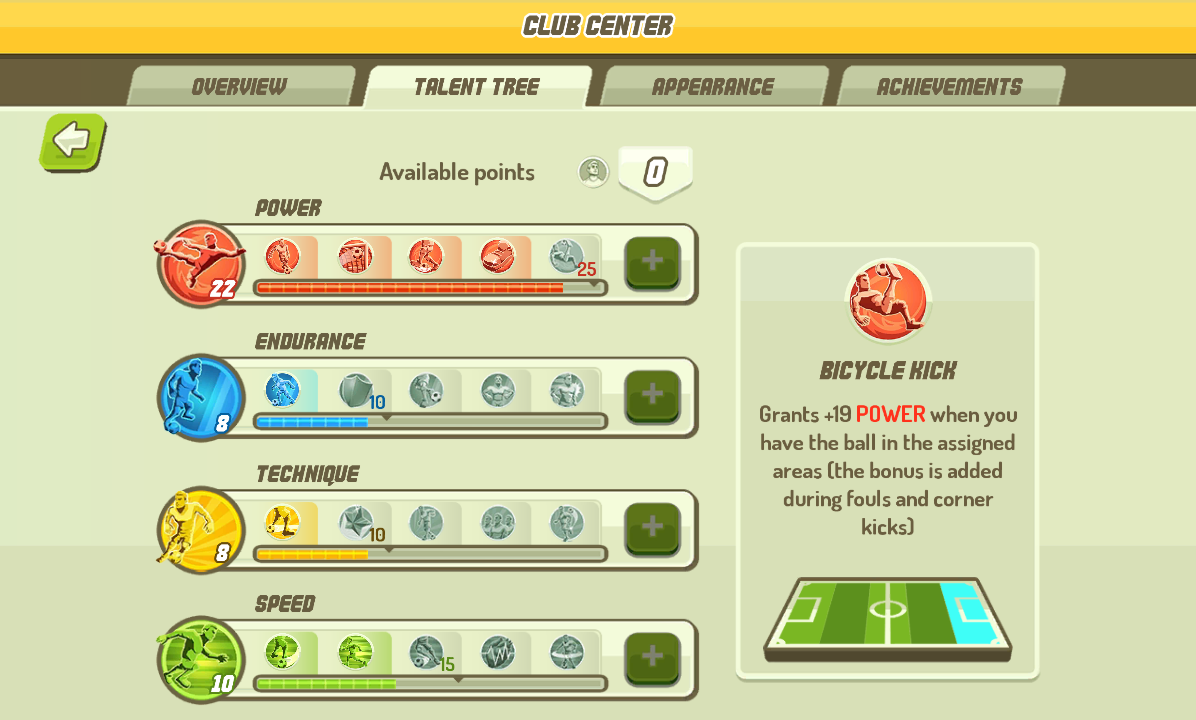 CLUB CENTER
OVERVIEW
TALENT TREE
APPEARANCE
ACHIEVEMENTS
Available points
0
POWER
22
25
ENDURANCE
8
10
TECHNIQUE
8
10
SPEED
10
15
BICYCLE KICK
Grants +19 POWER when you
have the ball in the assigned
areas (the bonus is added
during fouls and corner
kicks)